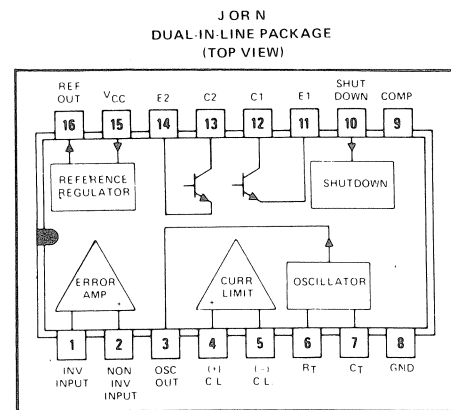 J OR N
DUAL-IN-LINE PACKAGE
(TOP VIEW)
REF OUT
VCC
E2
C2
C1
E1
SHUT DOWN
COMP
16
15
14
13
12
11
10
9
REFERENCE
REGULATOR
SHUTDOWN
ERROR
AMP
- +
CURR
LIMIT
+ -
OSCILLATOR
1
2
3
4
5
6
7
8
INV
INPUT
NON
INV
INPUT
OSC
OUT
(+)
C L
(−)
C L.
RT
CT
GND